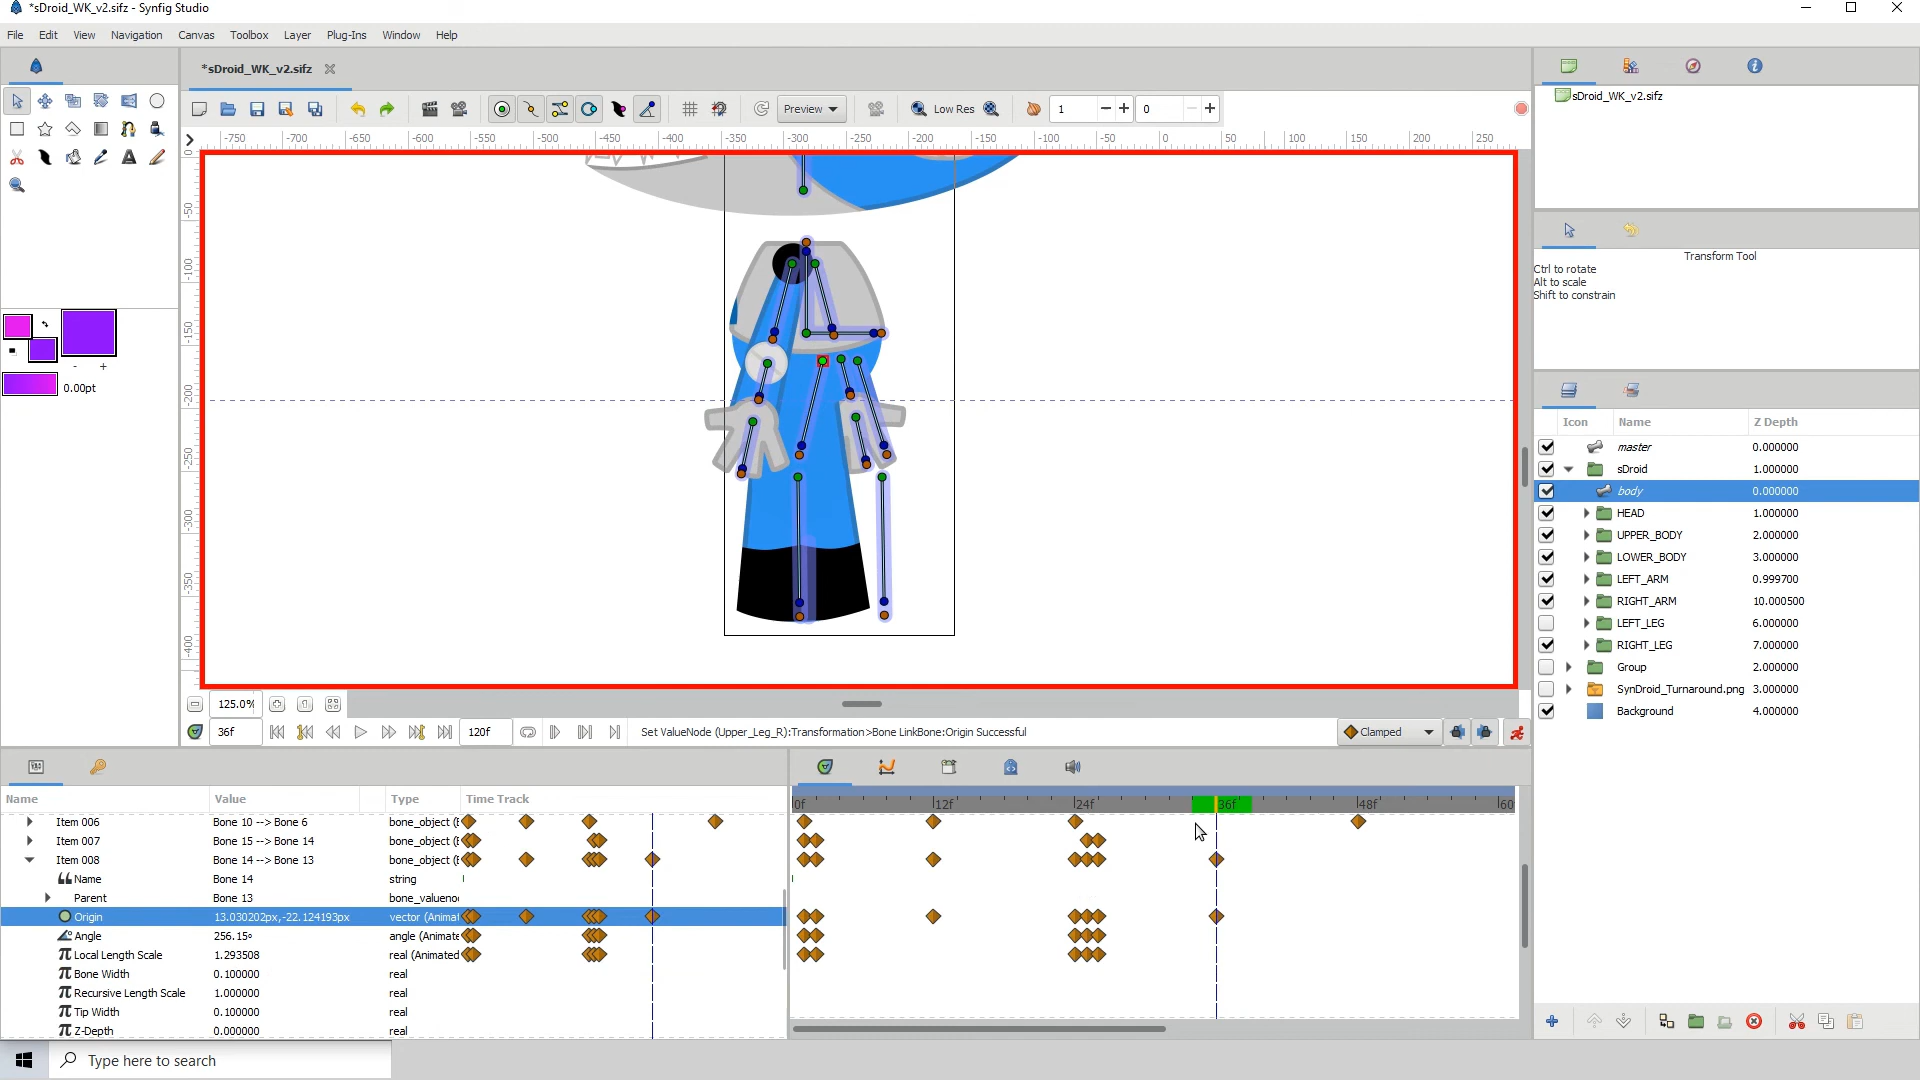 *sDroid_WK_v2.sifz - Synfig Studio
File Edit View Navigation Canvas Toolbox Layer Plug-Ins Window Help
*sDroid_WK_v2.sifz
Preview Low Res 1 0
-750 -700 -650 -600 -550 -500 -450 -400 -350 -300 -250 -200 -150 -100 -50 0 50 100 150 200 250
0
-50
-100
-150
-200
-250
-300
-350
-400
- +
0.00pt
sDroid_WK_v2.sifz
Transform Tool
Ctrl to rotate
Alt to scale
Shift to constrain
Icon Name Z Depth
master 0.000000
sDroid 1.000000
body 0.000000
HEAD 1.000000
UPPER_BODY 2.000000
LOWER_BODY 3.000000
LEFT_ARM 0.999700
RIGHT_ARM 10.000500
LEFT_LEG 6.000000
RIGHT_LEG 7.000000
Group 2.000000
SynDroid_Turnaround.png 3.000000
Background 4.000000
125.0%
36f 120f Set ValueNode (Upper_Leg_R):Transformation>Bone LinkBone:Origin Successful Clamped
Name Value Type Time Track
0f 12f 24f 36f 48f 60
Item 006 Bone 10 --> Bone 6 bone_object (
Item 007 Bone 15 --> Bone 14 bone_object (
Item 008 Bone 14 --> Bone 13 bone_object (
Name Bone 14 string
Parent Bone 13 bone_valueno
Origin 13.030202px,-22.124193px vector (Animat
Angle 256.15° angle (Animate
Local Length Scale 1.293508 real (Animated
Bone Width 0.100000 real
Recursive Length Scale 1.000000 real
Tip Width 0.100000 real
Z-Depth 0.000000 real
Type here to search